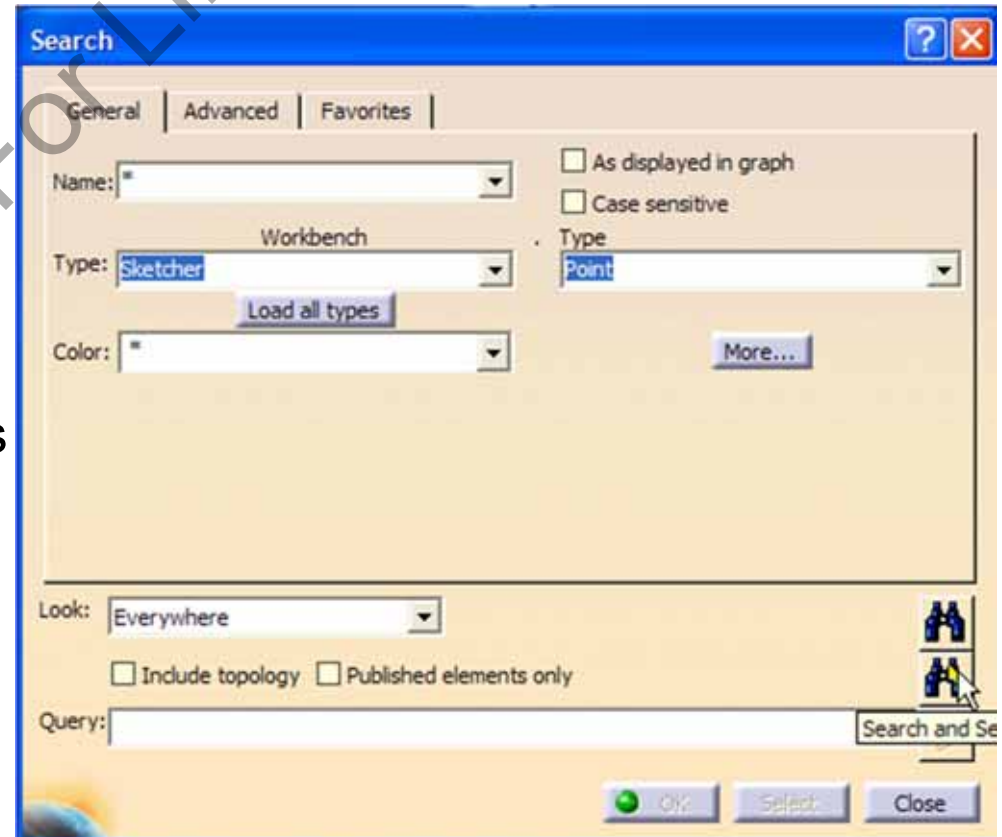 Search
General Advanced Favorites
Name: *
As displayed in graph
Case sensitive
Workbench . Type
Type: Sketcher Point
Load all types
Color: * More...
s
Look: Everywhere
Include topology Published elements only
Query:
Search and Se
OK Select Close
For